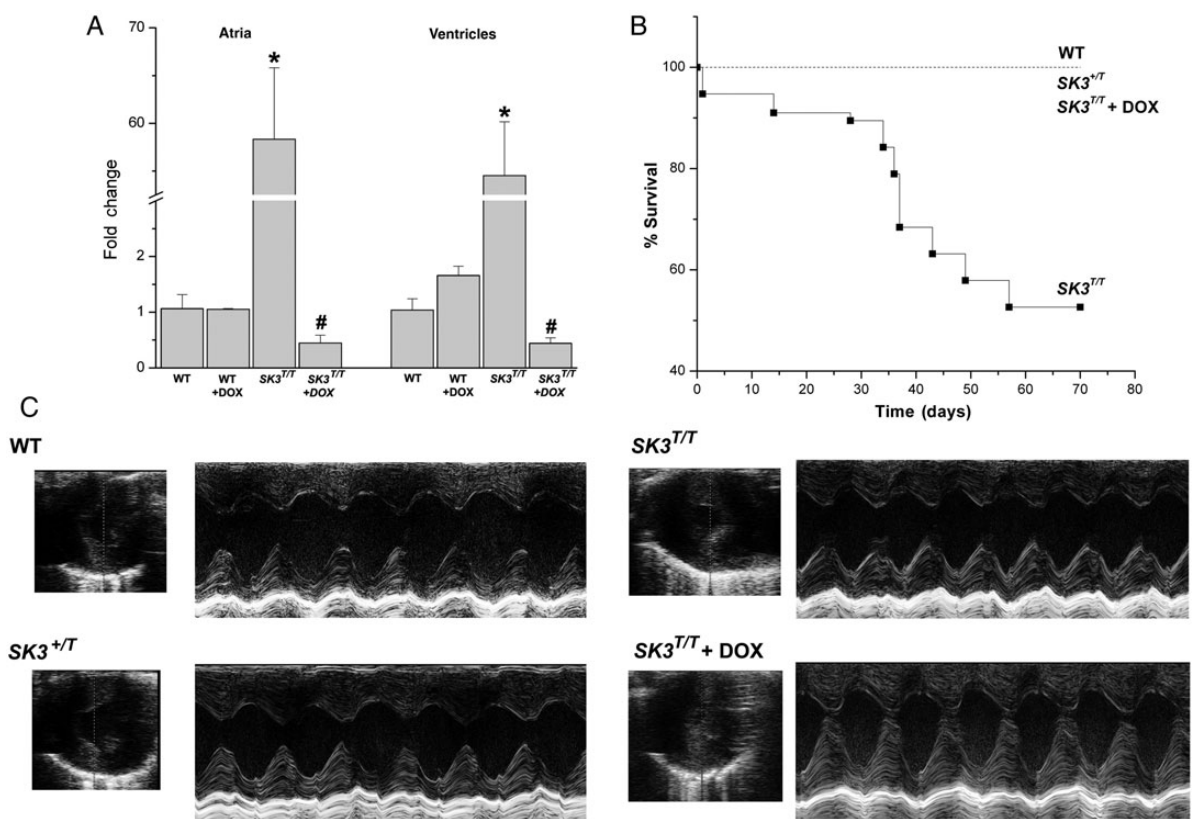 A
Atria
Ventricles
Fold change
70
60
2
1
0
*
*
#
#
WT
WT
+DOX
SK3T/T
SK3T/T
+DOX
WT
WT
+DOX
SK3T/T
SK3T/T
+DOX
B
% Survival
100
80
60
40
WT
SK3+/T
SK3T/T + DOX
SK3T/T
0
10
20
30
40
50
60
70
80
Time (days)
C
WT
SK3T/T
SK3+/T
SK3T/T + DOX